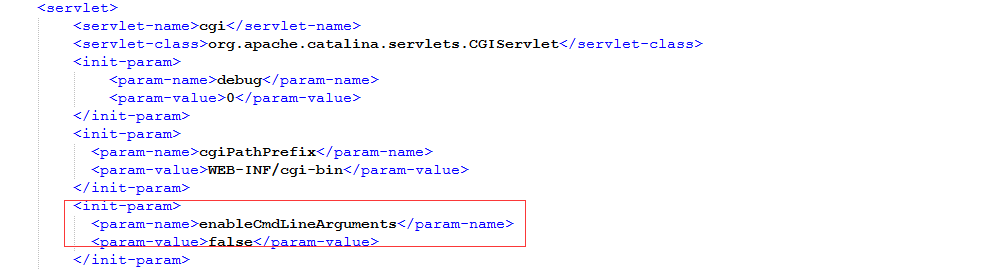 <servlet>
<servlet-name>cgi</servlet-name>
<servlet-class>org.apache.catalina.servlets.CGIServlet</servlet-class>
<init-param>
<param-name>debug</param-name>
<param-value>0</param-value>
</init-param>
<init-param>
<param-name>cgiPathPrefix</param-name>
<param-value>WEB-INF/cgi-bin</param-value>
</init-param>
<init-param>
<param-name>enableCmdLineArguments</param-name>
<param-value>false</param-value>
</init-param>